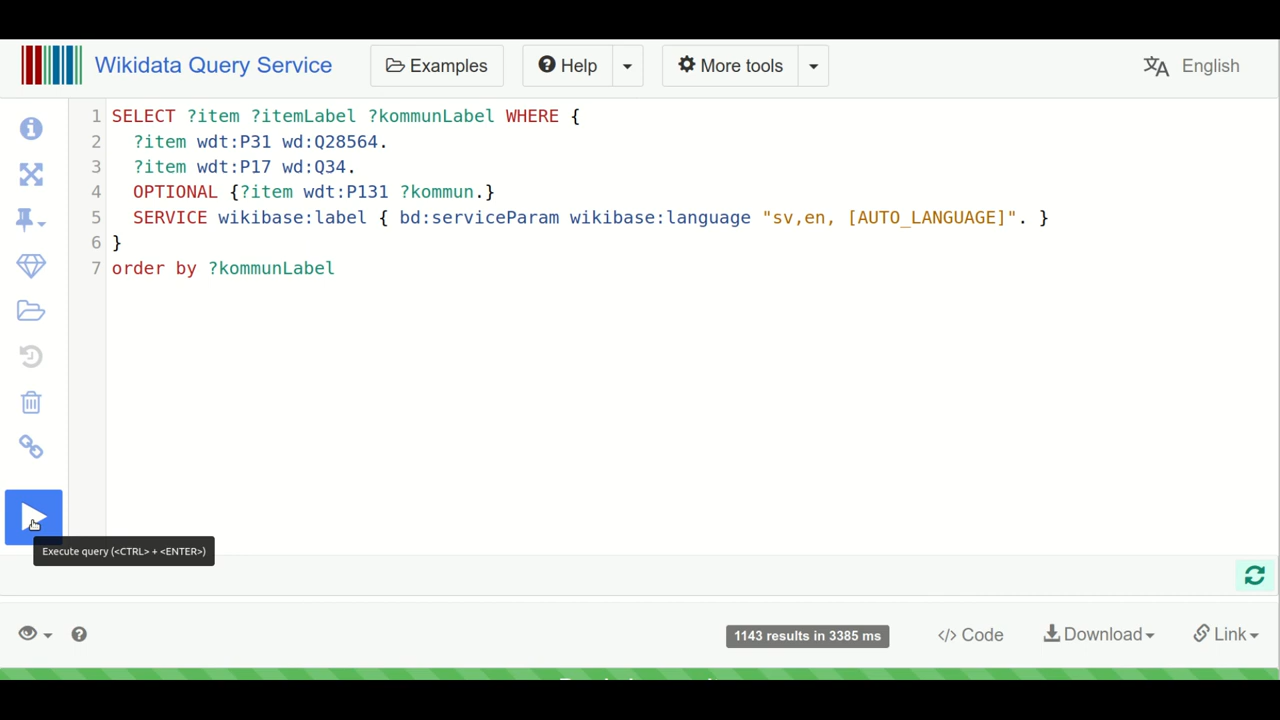 Wikidata Query Service
Examples
Help
More tools
English
1 SELECT ?item ?itemLabel ?kommunLabel WHERE {
2 ?item wdt:P31 wd:Q28564.
3 ?item wdt:P17 wd:Q34.
4 OPTIONAL {?item wdt:P131 ?kommun.}
5 SERVICE wikibase:label { bd:serviceParam wikibase:language "sv,en, [AUTO_LANGUAGE]". }
6 }
7 order by ?kommunLabel
Execute query (<CTRL> + <ENTER>)
1143 results in 3385 ms
</> Code
Download
Link